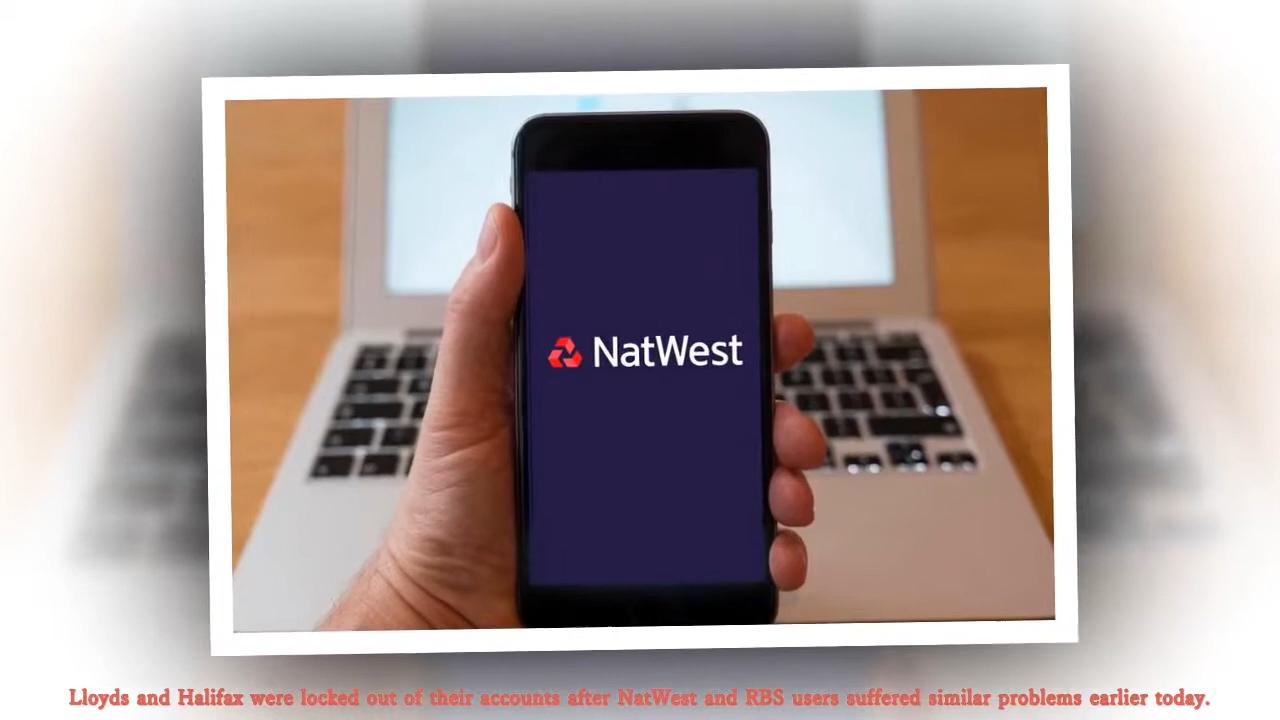 NatWest
Lloyds and Halifax were locked out of their accounts after NatWest and RBS users suffered similar problems earlier today.